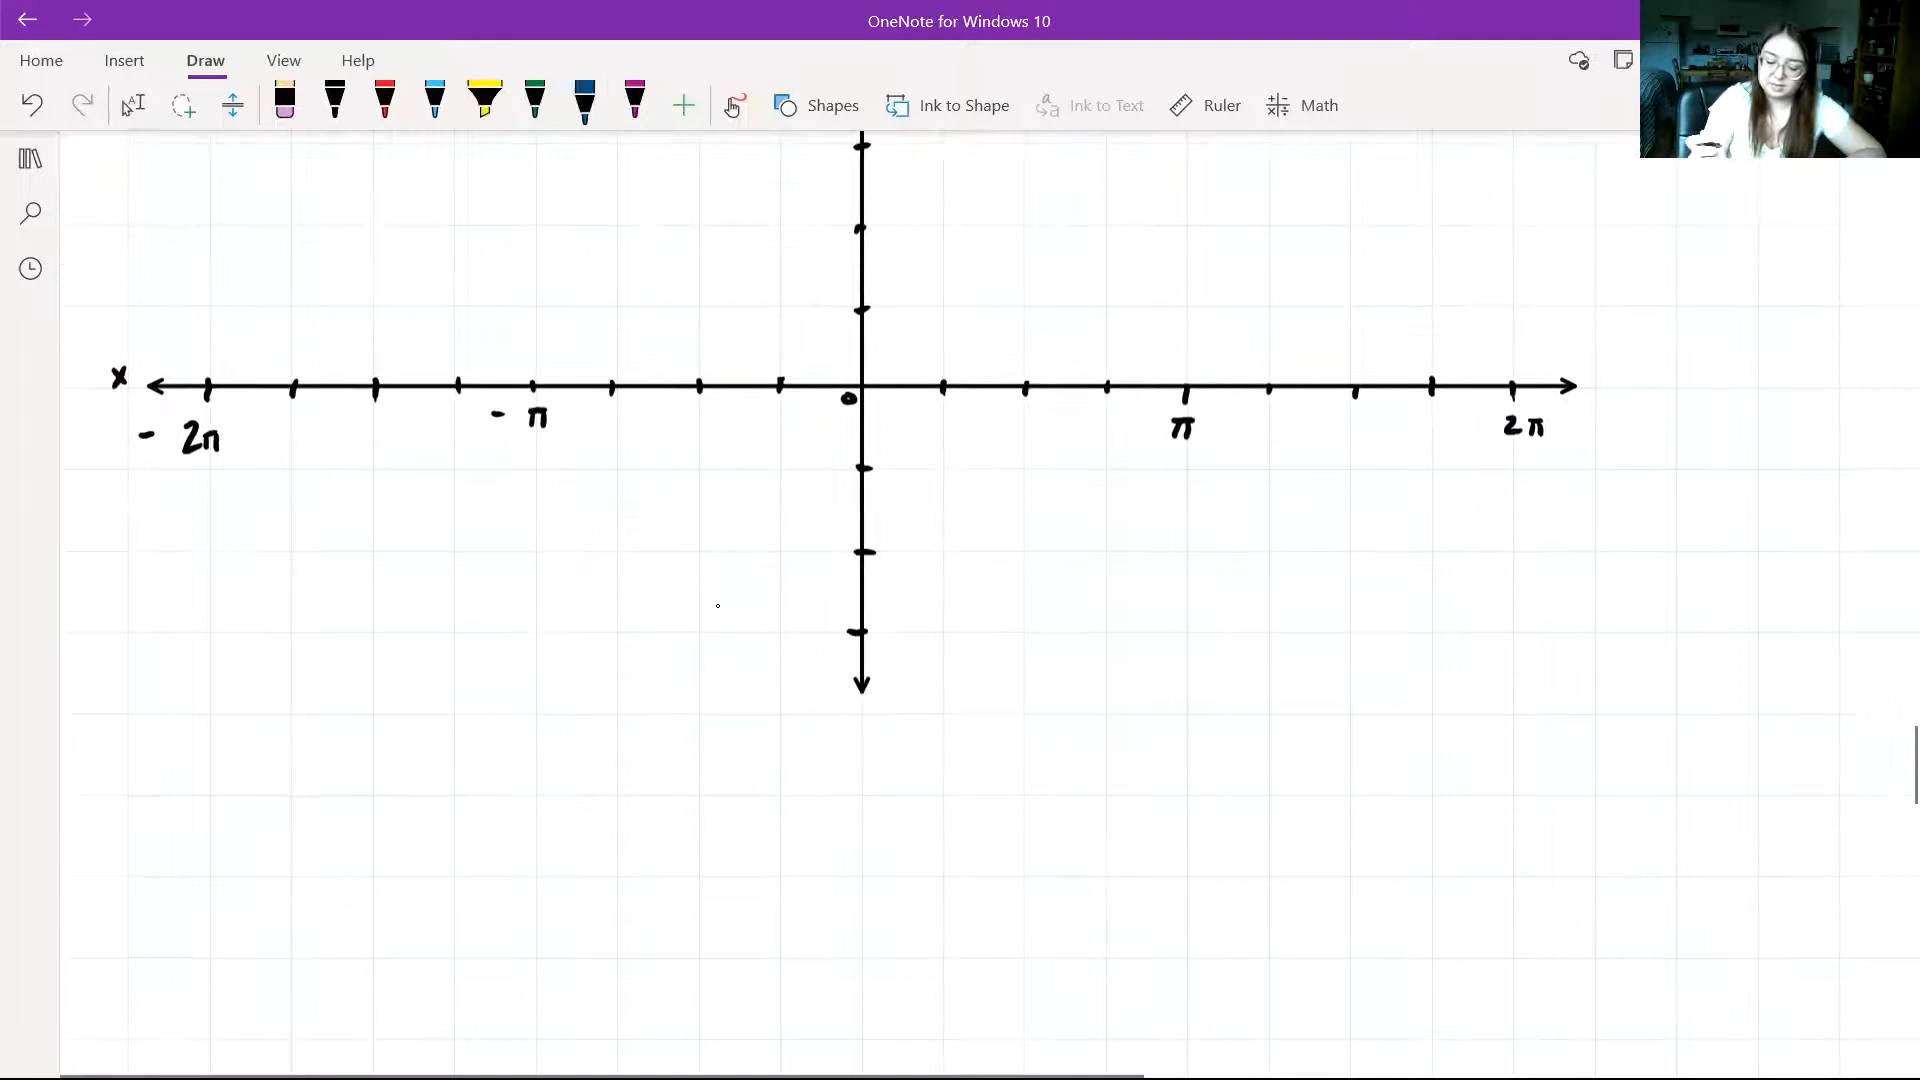 OneNote for Windows 10
Home Insert Draw View Help
Shapes Ink to Shape Ink to Text Ruler Math
x
0
- 2π - π π 2π